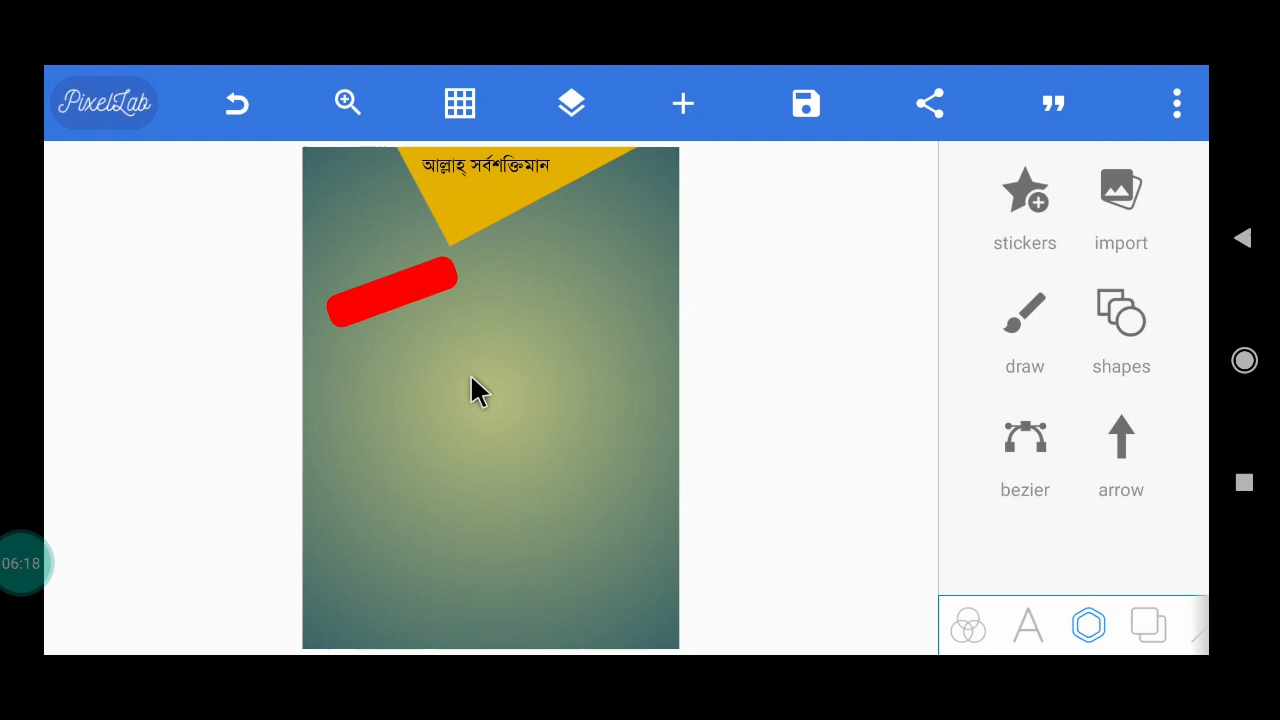 PixelLab
আল্লাহ্ সর্বশক্তিমান
stickers import
draw shapes
bezier arrow
06:18